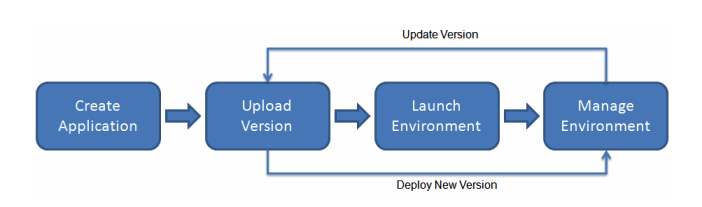 Update Version
Create
Application
Upload
Version
Launch
Environment
Manage
Environment
Deploy New Version